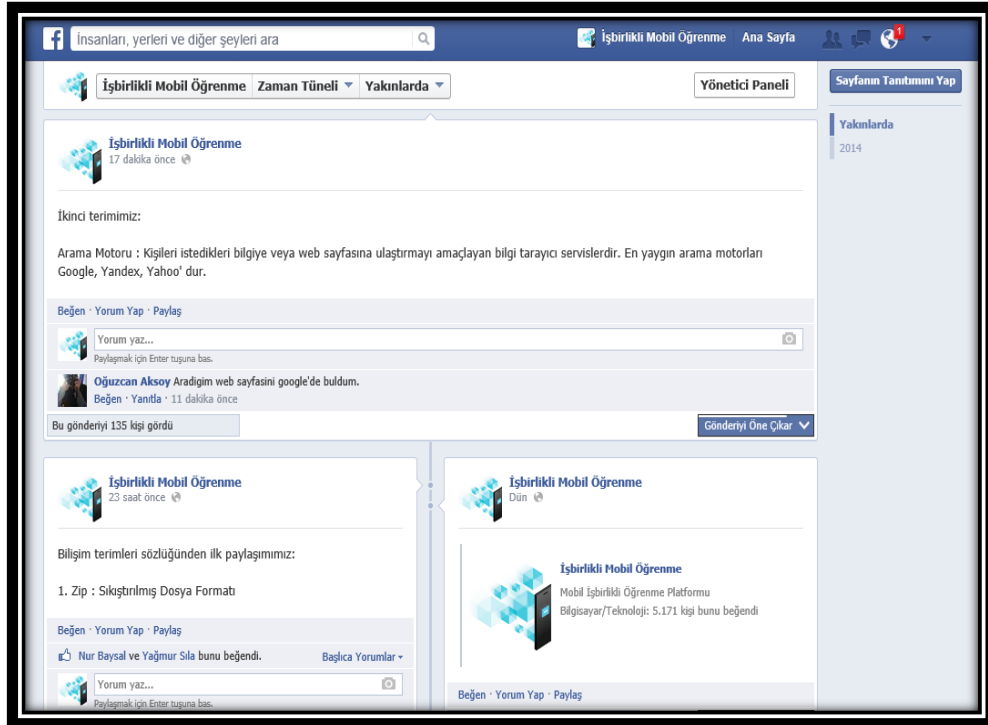 İnsanları, yerleri ve diğer şeyleri ara
İşbirlikli Mobil Öğrenme Ana Sayfa
1
İşbirlikli Mobil Öğrenme Zaman Tüneli Yakınlarda
Yönetici Paneli
Sayfanın Tanıtımını Yap
Yakınlarda
2014
İşbirlikli Mobil Öğrenme
17 dakika önce
İkinci terimimiz:
Arama Motoru : Kişileri istedikleri bilgiye veya web sayfasına ulaştırmayı amaçlayan bilgi tarayıcı servislerdir. En yaygın arama motorları
Google, Yandex, Yahoo' dur.
Beğen · Yorum Yap · Paylaş
Yorum yaz...
Paylaşmak için Enter tuşuna bas.
Oğuzcan Aksoy Aradigim web sayfasini google'de buldum.
Beğen · Yanıtla · 11 dakika önce
Bu gönderiyi 135 kişi gördü
Gönderiyi Öne Çıkar
İşbirlikli Mobil Öğrenme
23 saat önce
Bilişim terimleri sözlüğünden ilk paylaşımımız:
1. Zip : Sıkıştırılmış Dosya Formatı
Beğen · Yorum Yap · Paylaş
Nur Baysal ve Yağmur Sıla bunu beğendi.
Başlıca Yorumlar
Yorum yaz...
Paylaşmak için Enter tuşuna bas.
İşbirlikli Mobil Öğrenme
Dün
İşbirlikli Mobil Öğrenme
Mobil İşbirlikli Öğrenme Platformu
Bilgisayar/Teknoloji: 5.171 kişi bunu beğendi
Beğen · Yorum Yap · Paylaş